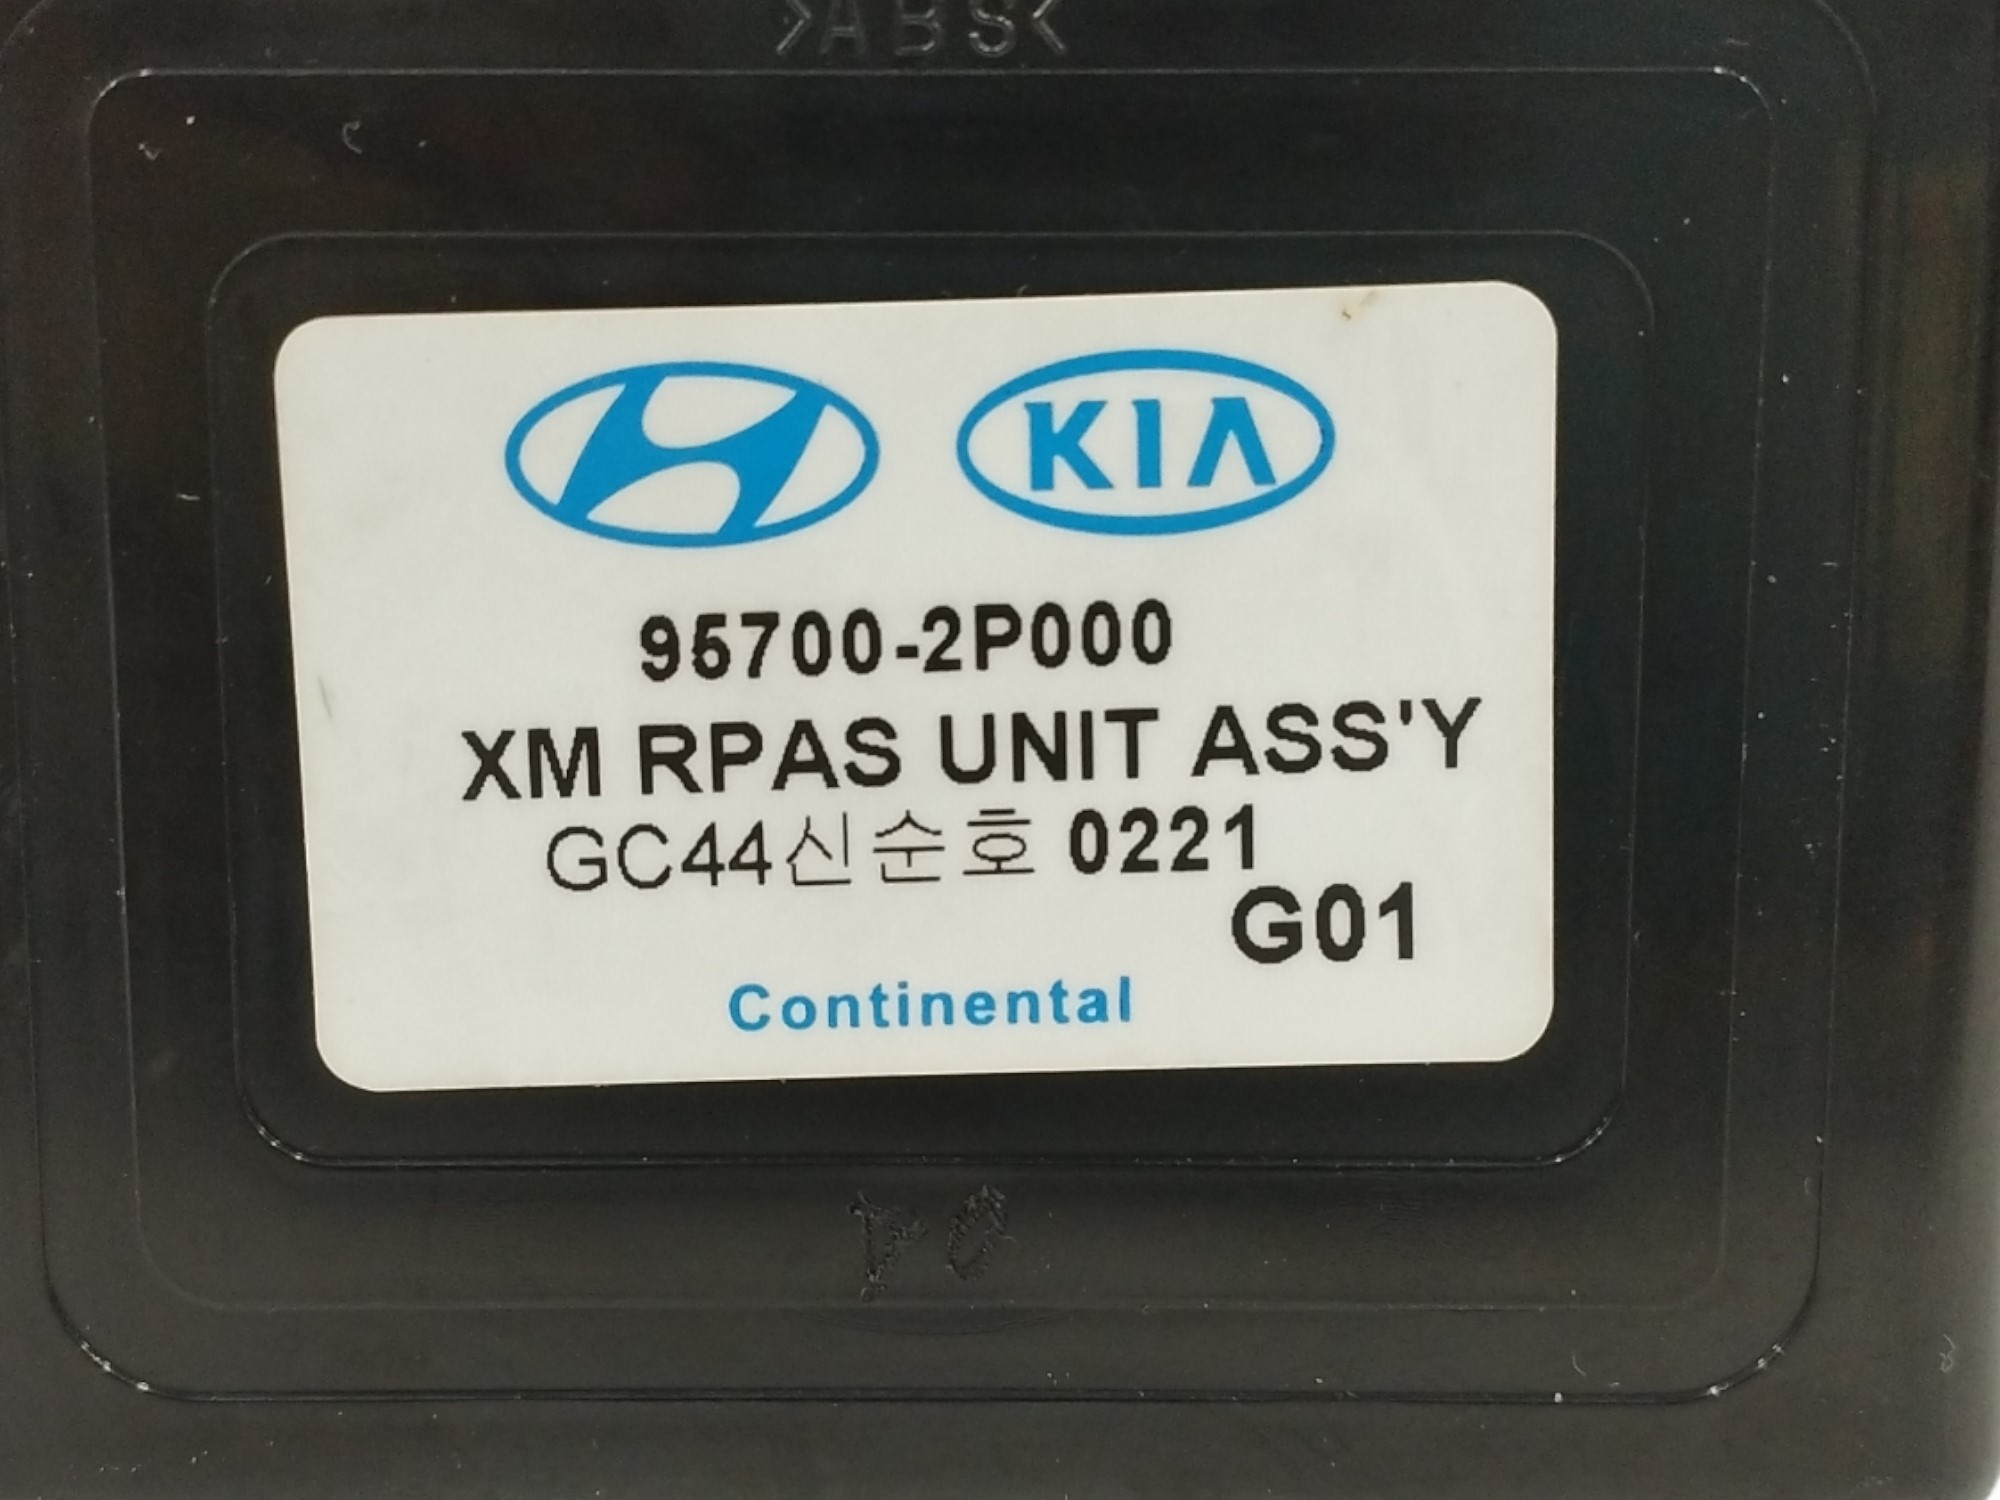 >ABS<
KIA
95700-2P000
XM RPAS UNIT ASS'Y
GC44신순호 0221
G01
Continental